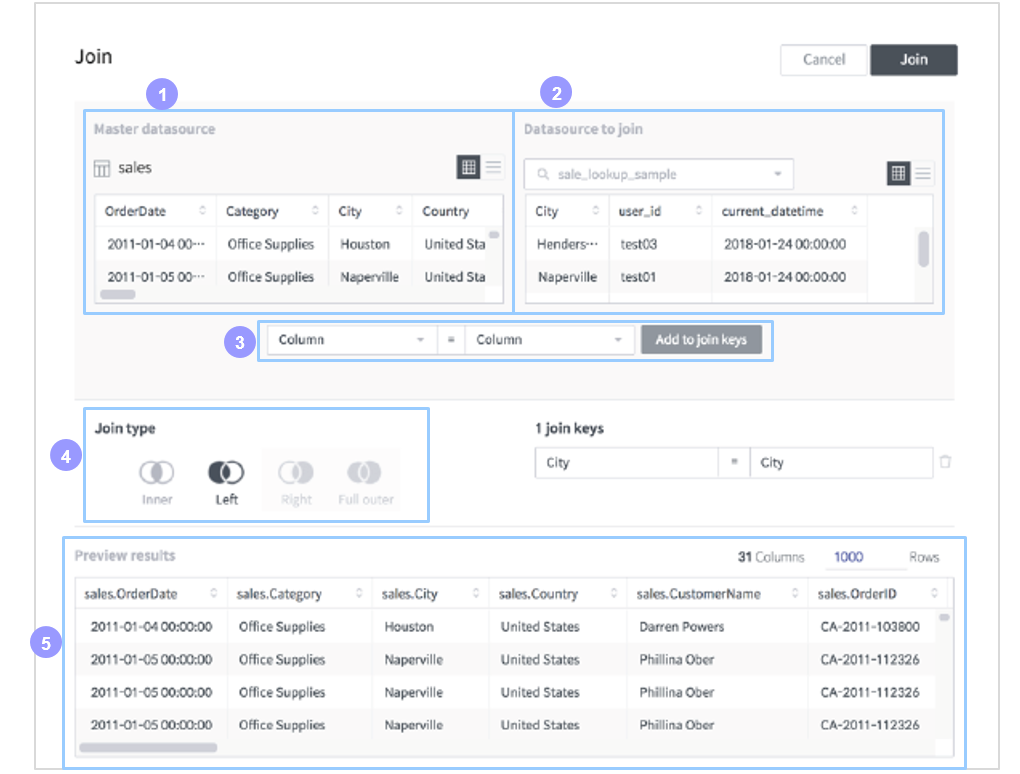 Join
Cancel
Join
1
2
Master datasource
Datasource to join
sales
sale_lookup_sample
OrderDate Category City Country
2011-01-04 00··· Office Supplies Houston United Sta
2011-01-05 00··· Office Supplies Naperville United Sta
City user_id current_datetime
Henders··· test03 2018-01-24 00:00:00
Naperville test01 2018-01-24 00:00:00
3
Column = Column Add to join keys
4
Join type
Inner Left Right Full outer
1 join keys
City = City
5
Preview results
31 Columns 1000 Rows
sales.OrderDate sales.Category sales.City sales.Country sales.CustomerName sales.OrderID
2011-01-04 00:00:00 Office Supplies Houston United States Darren Powers CA-2011-103800
2011-01-05 00:00:00 Office Supplies Naperville United States Phillina Ober CA-2011-112326
2011-01-05 00:00:00 Office Supplies Naperville United States Phillina Ober CA-2011-112326
2011-01-05 00:00:00 Office Supplies Naperville United States Phillina Ober CA-2011-112326